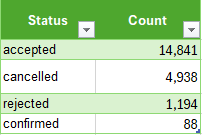 Status Count
accepted 14,841
cancelled 4,938
rejected 1,194
confirmed 88